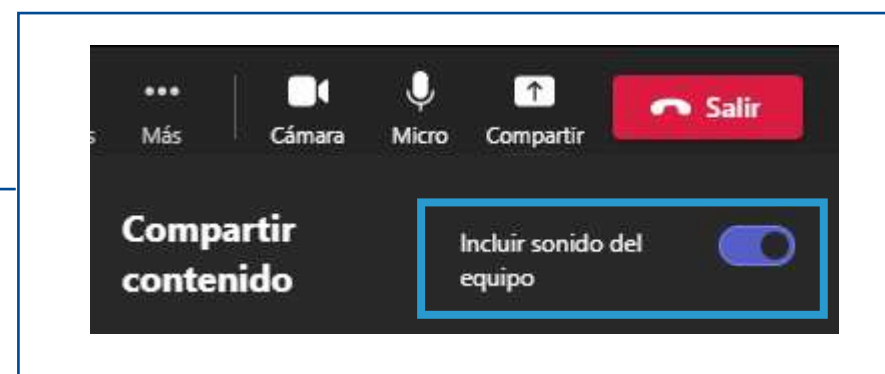 s Más Cámara Micro Compartir Salir
Compartir
contenido
Incluir sonido del
equipo